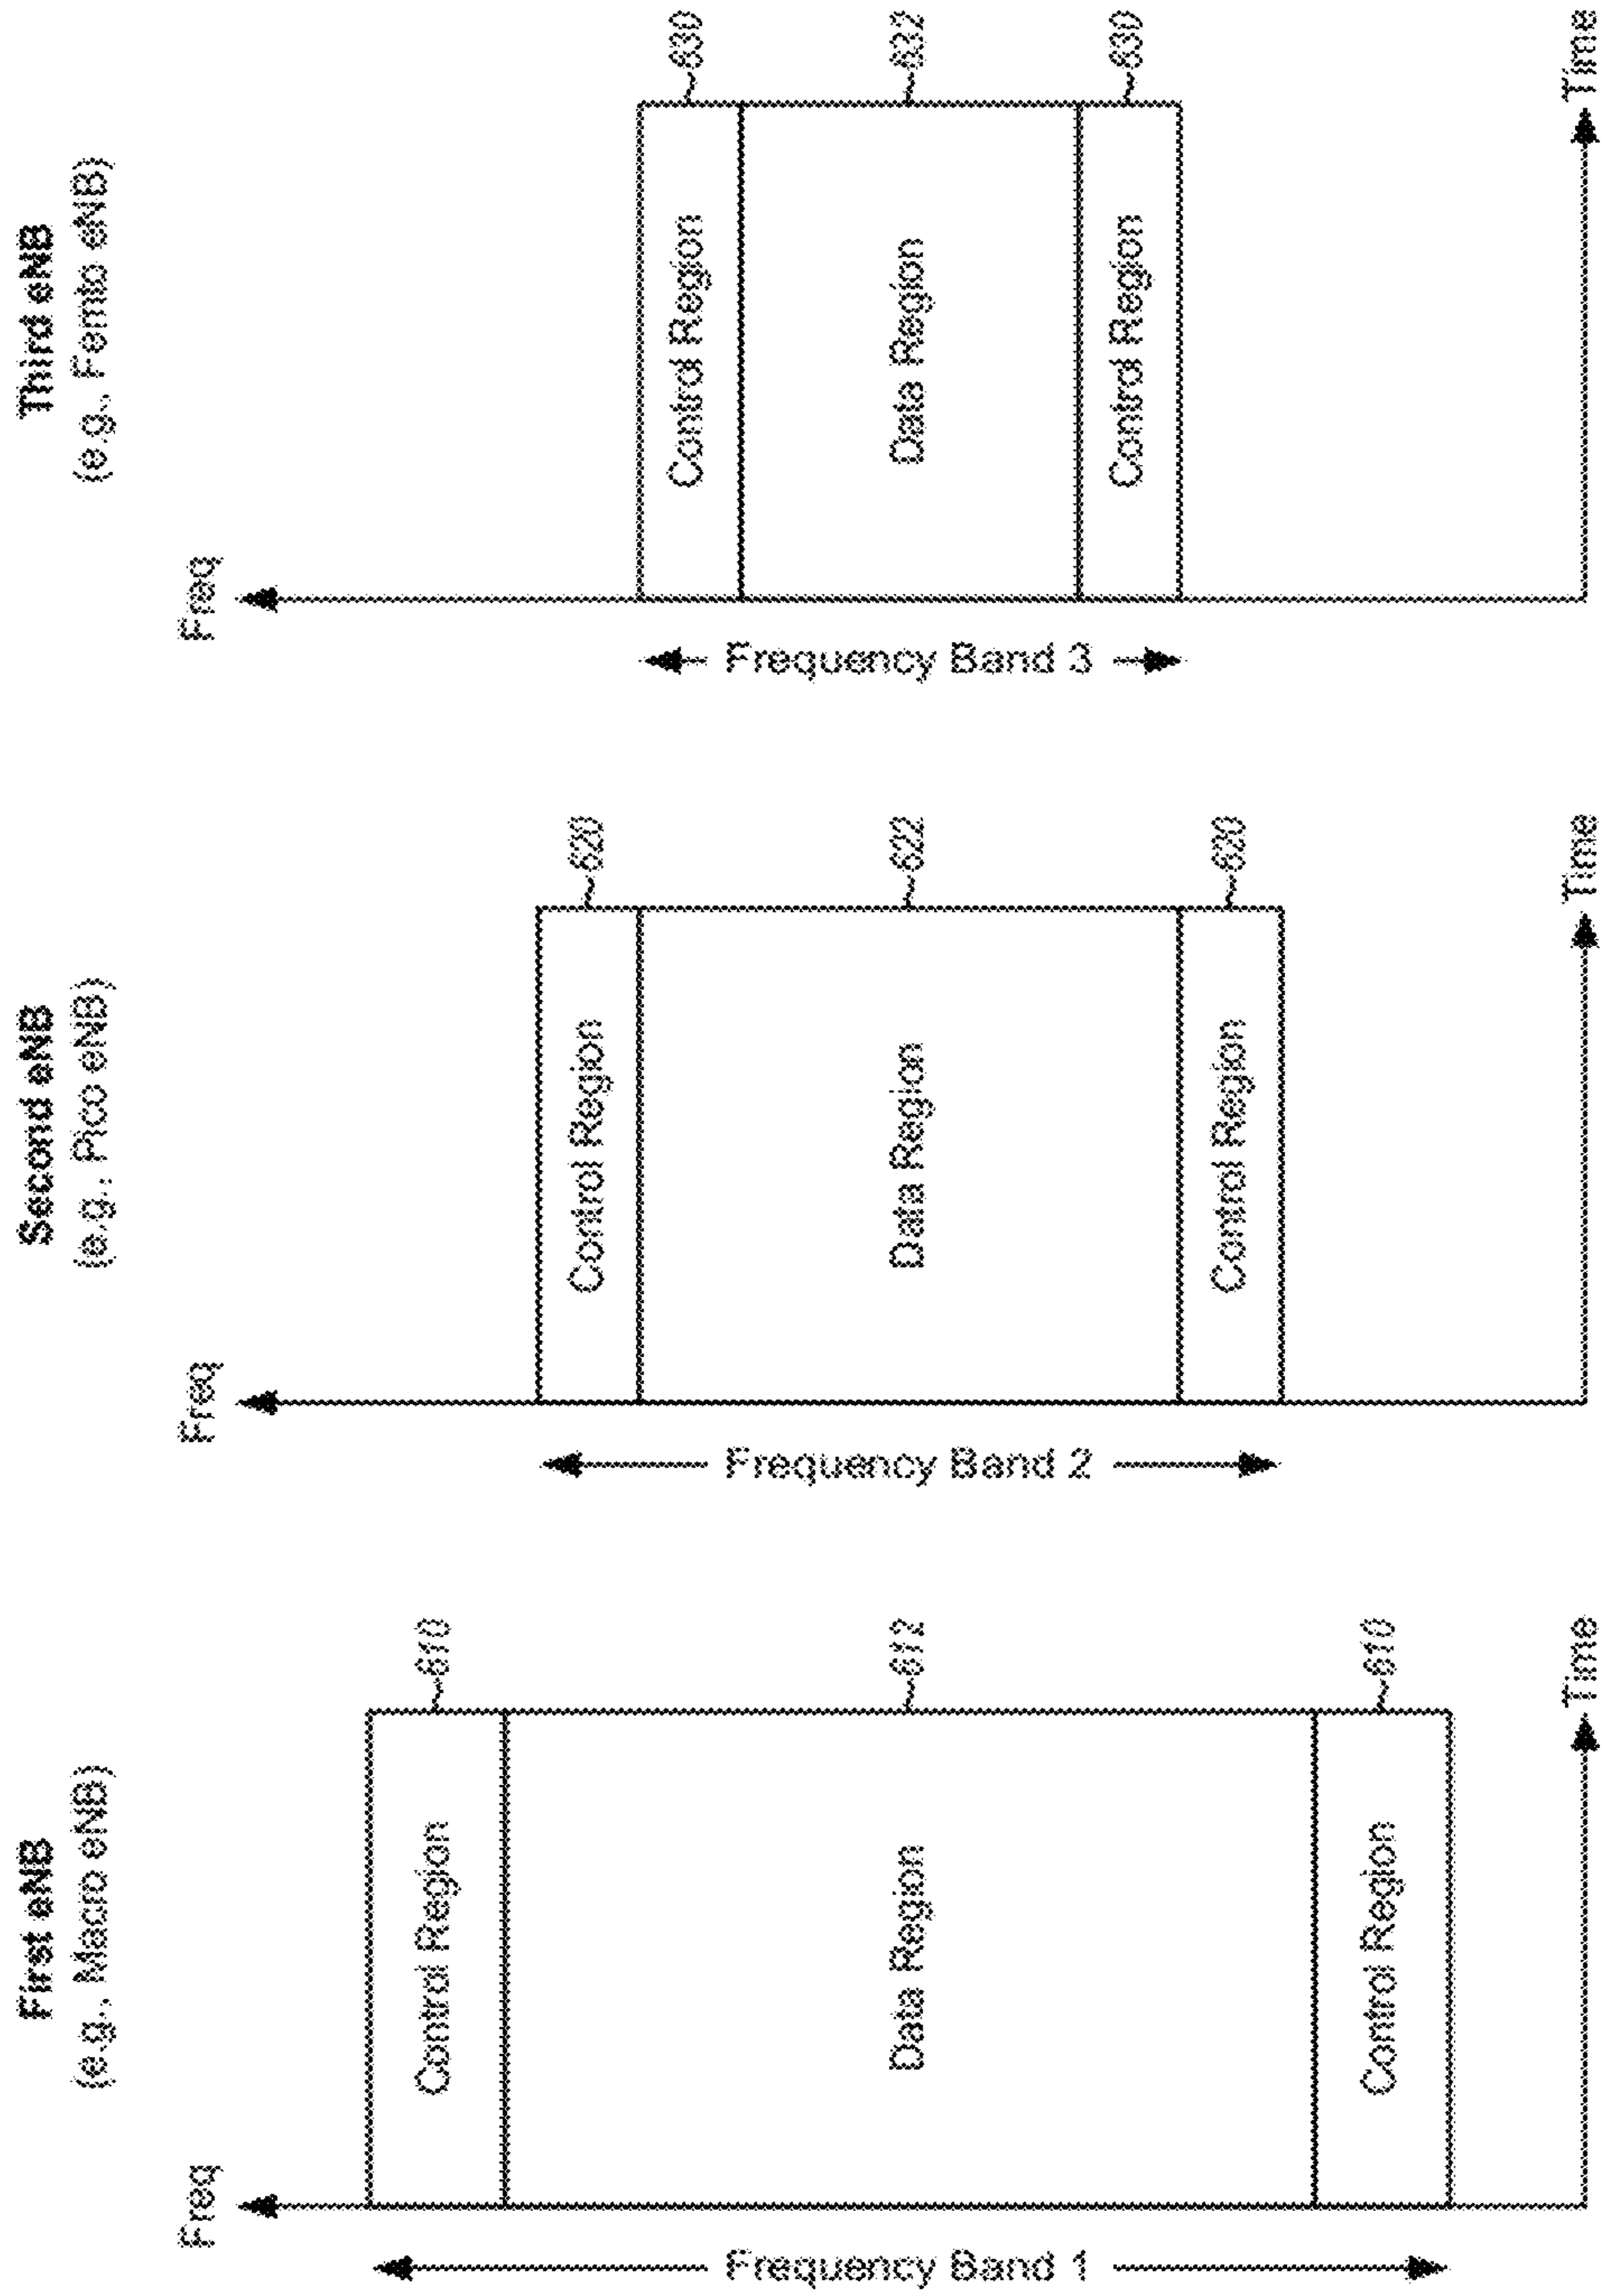 First eNB
(e.g., Macro eNB)
Freq
Frequency Band 1
Control Region
610
Data Region
612
Control Region
610
Time
Second eNB
(e.g., Pico eNB)
Freq
Frequency Band 2
Control Region
620
Data Region
622
Control Region
620
Time
Third eNB
(e.g., Femto eNB)
Freq
Frequency Band 3
Control Region
630
Data Region
632
Control Region
630
Time